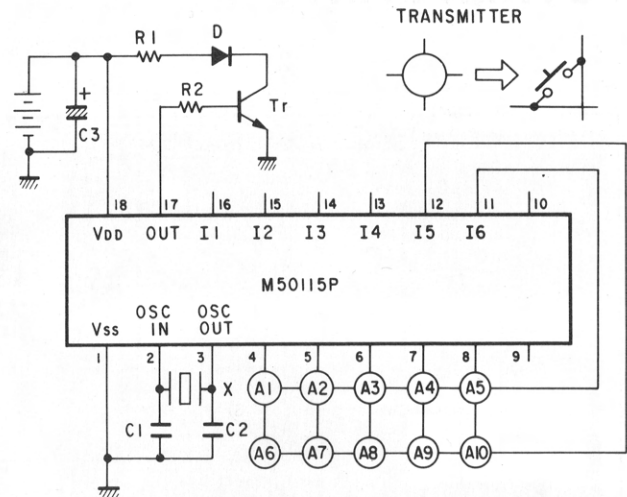 TRANSMITTER
R1 D
R2
Tr
+
C3
18 17 16 15 14 13 12 11 10
VDD OUT I1 I2 I3 I4 I5 I6
M50115P
OSC OSC
Vss IN OUT
1 2 3 4 5 6 7 8 9
X A1 A2 A3 A4 A5
C1 C2 A6 A7 A8 A9 A10